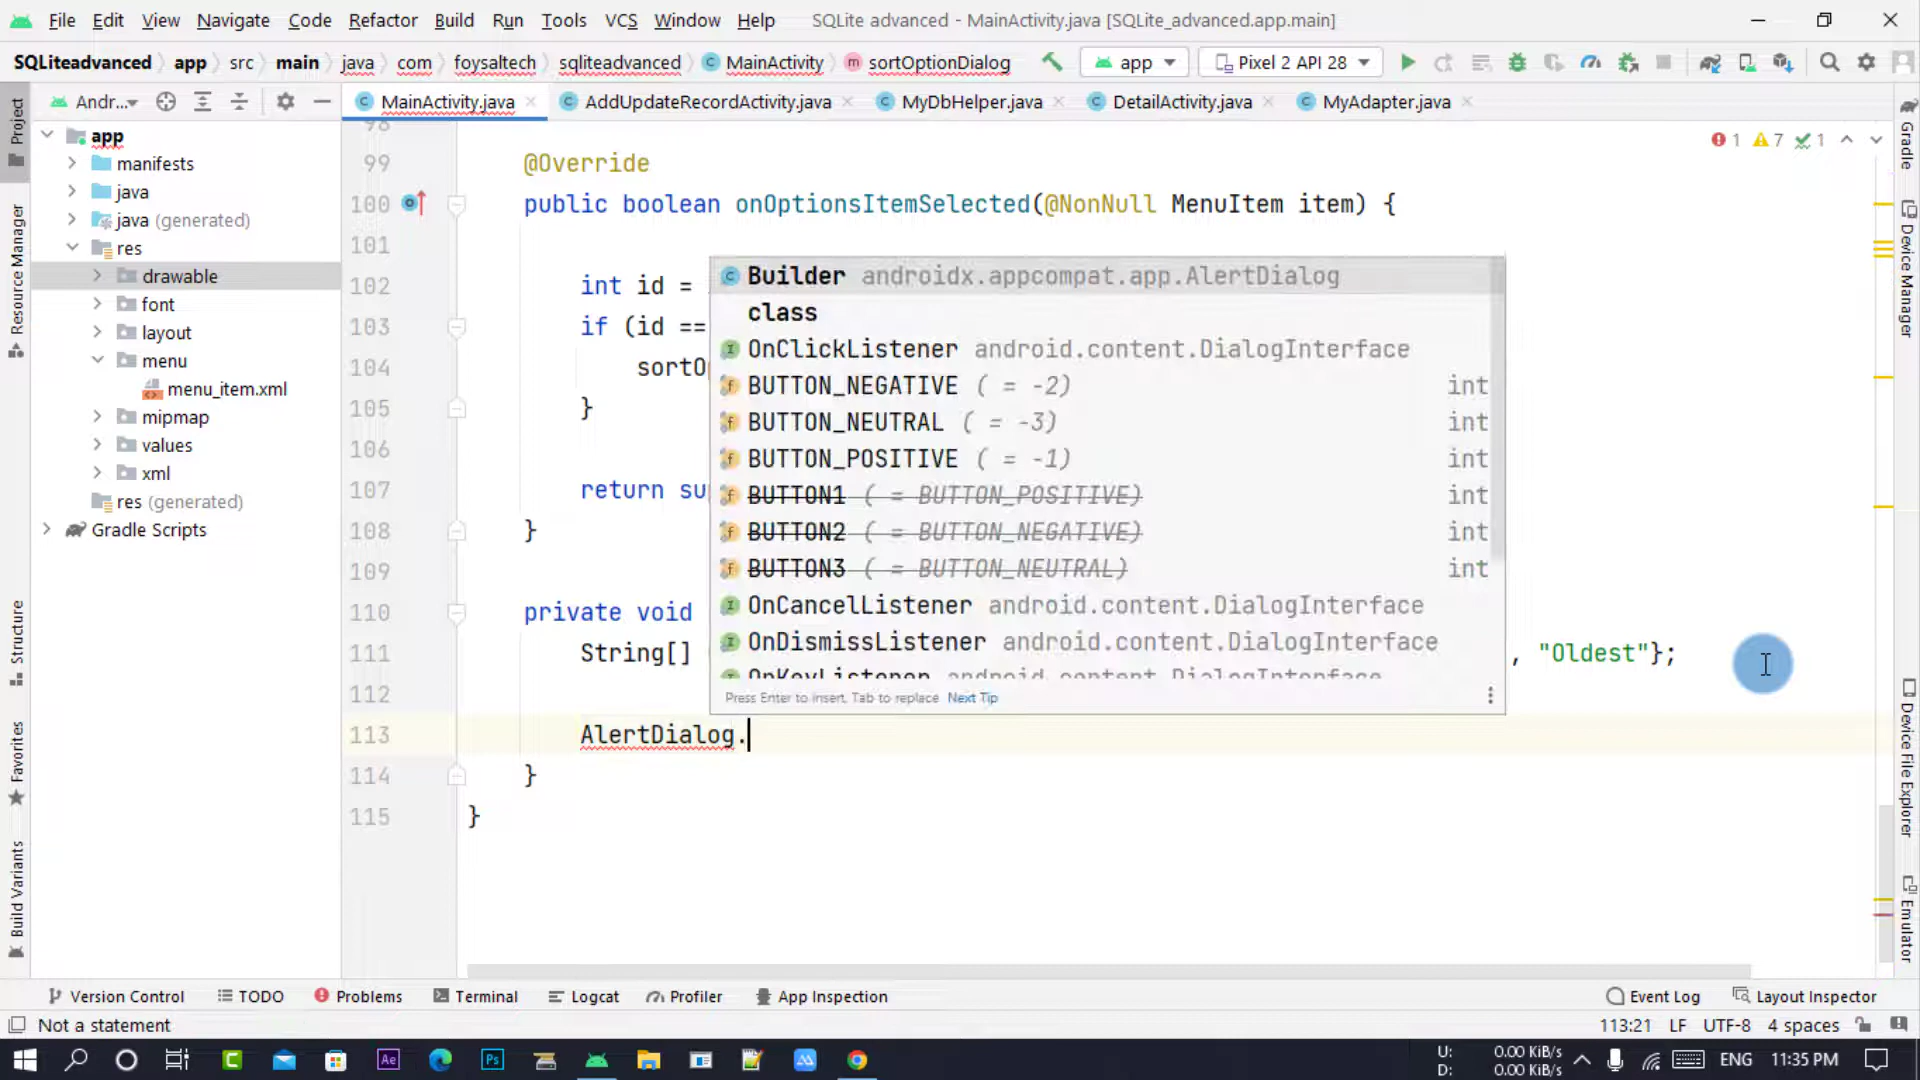 File Edit View Navigate Code Refactor Build Run Tools VCS Window Help SQLite advanced - MainActivity.java [SQLite_advanced.app.main]
SQLiteadvanced app src main java com foysaltech sqliteadvanced MainActivity sortOptionDialog app Pixel 2 API 28
Andr... MainActivity.java AddUpdateRecordActivity.java MyDbHelper.java DetailActivity.java MyAdapter.java
Project
Resource Manager
Structure
Favorites
Build Variants
app
manifests
java
java (generated)
res
drawable
font
layout
menu
menu_item.xml
mipmap
values
xml
res (generated)
Gradle Scripts
1 7 1
98
99 @Override
100 public boolean onOptionsItemSelected(@NonNull MenuItem item) {
101
102 int id =
103 if (id ==
104 sortO
105 }
106
107 return su
108 }
109
110 private void
111 String[] , "Oldest"};
112
113 AlertDialog.
114 }
115 }
Builder androidx.appcompat.app.AlertDialog
class
OnClickListener android.content.DialogInterface
BUTTON_NEGATIVE ( = -2) int
BUTTON_NEUTRAL ( = -3) int
BUTTON_POSITIVE ( = -1) int
BUTTON1 ( = BUTTON_POSITIVE) int
BUTTON2 ( = BUTTON_NEGATIVE) int
BUTTON3 ( = BUTTON_NEUTRAL) int
OnCancelListener android.content.DialogInterface
OnDismissListener android.content.DialogInterface
OnKeyListener android.content.DialogInterface
Press Enter to insert, Tab to replace Next Tip
Gradle
Device Manager
Device File Explorer
Emulator
Version Control TODO Problems Terminal Logcat Profiler App Inspection Event Log Layout Inspector
Not a statement 113:21 LF UTF-8 4 spaces
C Ae Ps U: 0.00 KiB/s ENG 11:35 PM
D: 0.00 KiB/s